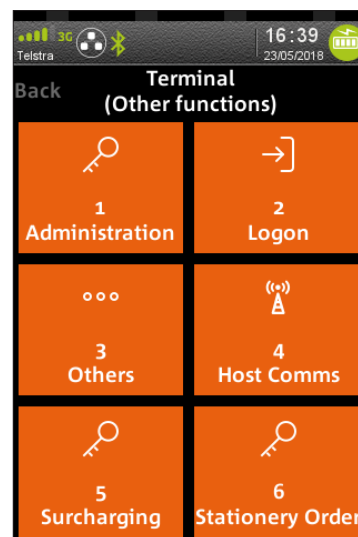 3G
16:39
Telstra
23/05/2018
Back
Terminal
(Other functions)
1
Administration
2
Logon
3
Others
4
Host Comms
5
Surcharging
6
Stationery Order